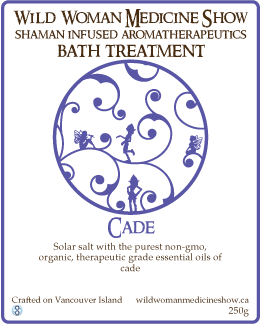 Wild Woman Medicine Show
Shaman Infused Aromatherapeutics
Bath Treatment
Cade
Solar salt with the purest non-gmo,
organic, therapeutic grade essential oils of
cade
Crafted on Vancouver Island wildwomanmedicineshow.ca
250g